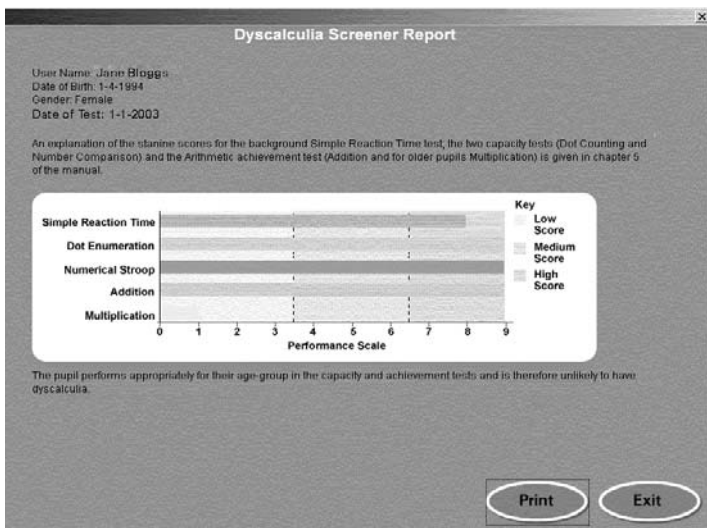 x
Dyscalculia Screener Report
User Name: Jane Bloggs
Date of Birth: 1-4-1994
Gender: Female
Date of Test: 1-1-2003
An explanation of the stanine scores for the background Simple Reaction Time test, the two capacity tests (Dot Counting and
Number Comparison) and the Arithmetic achievement test (Addition and for older pupils Multiplication) is given in chapter 5
of the manual.
Key
Low
Score
Medium
Score
High
Score
Simple Reaction Time
Dot Enumeration
Numerical Stroop
Addition
Multiplication
0 1 2 3 4 5 6 7 8 9
Performance Scale
The pupil performs appropriately for their age-group in the capacity and achievement tests and is therefore unlikely to have
dyscalculia.
Print Exit